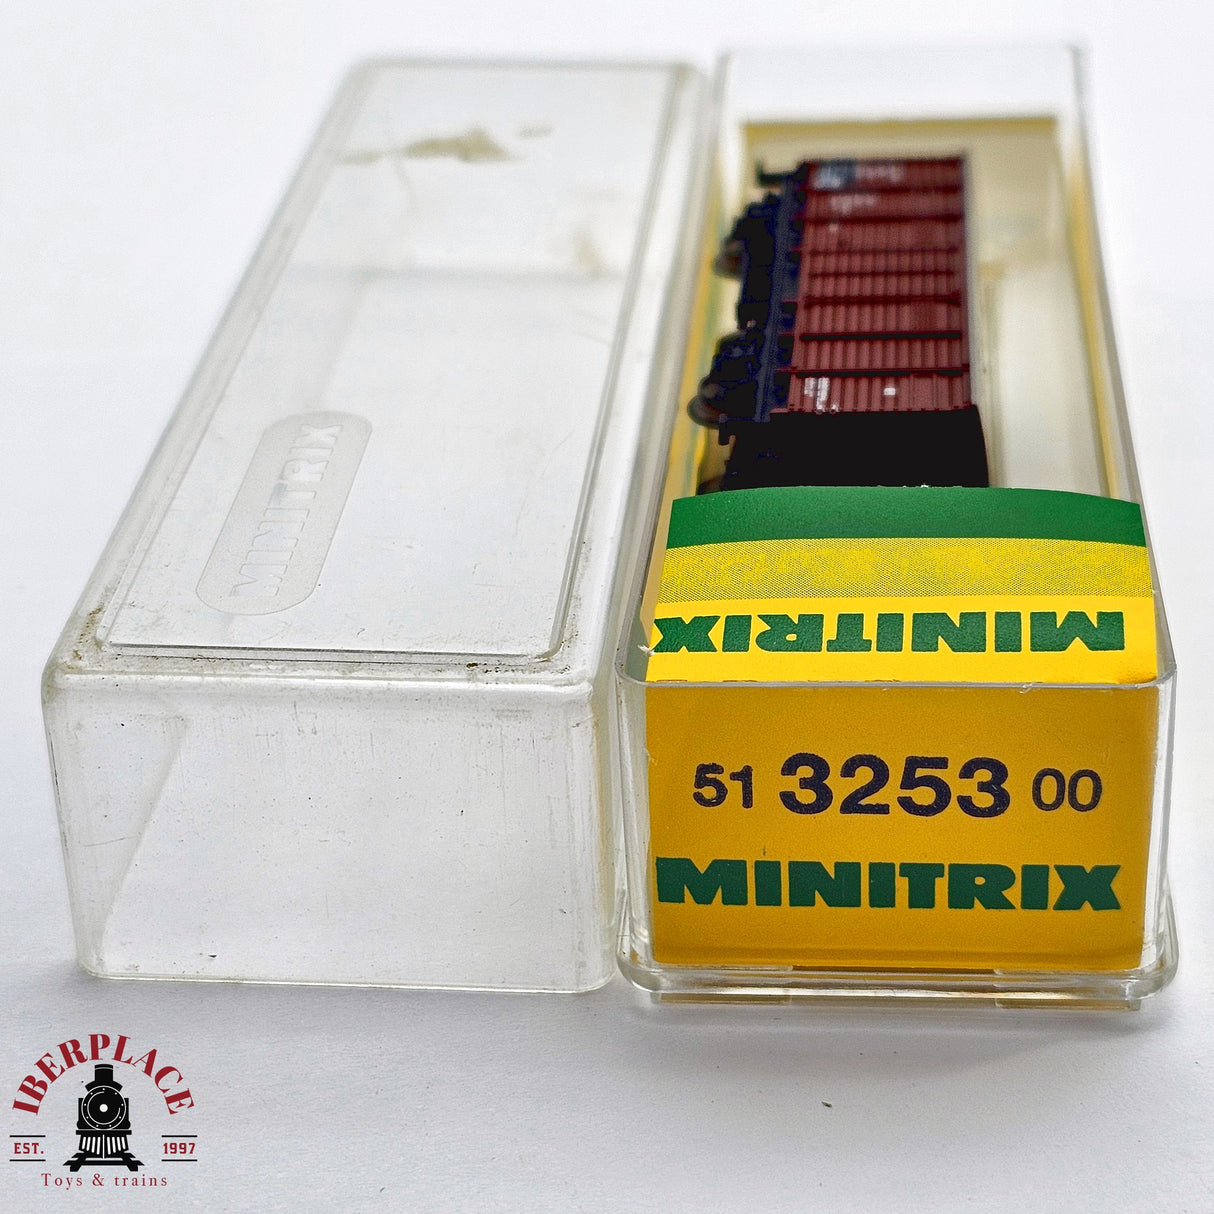 MINITRIX
MINITRIX
51 3253 00
MINITRIX
IBERPLACE
EST. 1997
Toys & trains